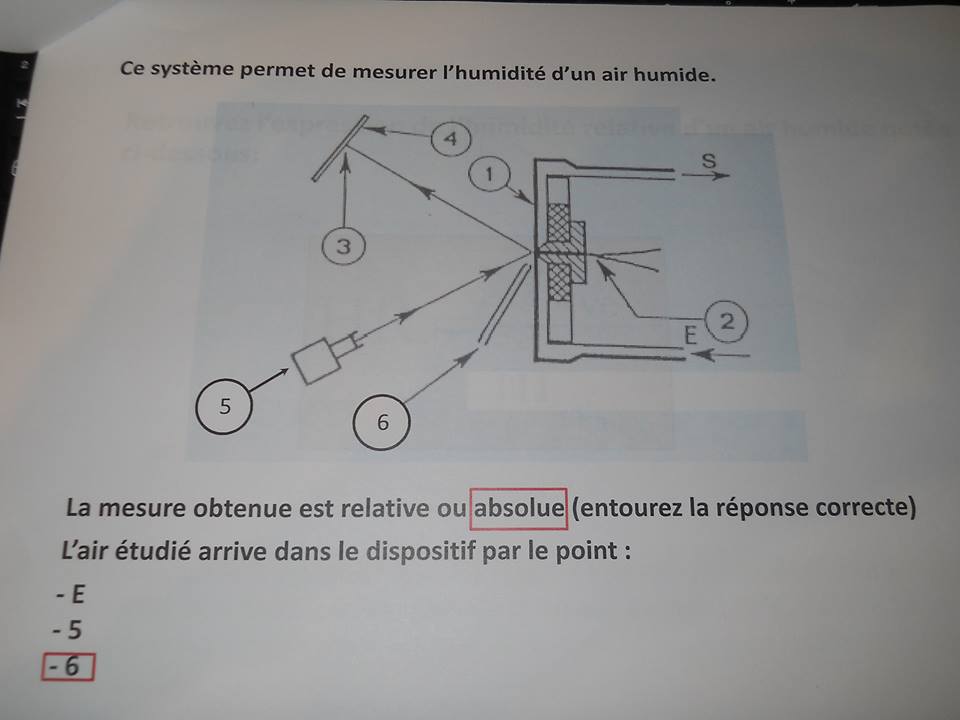 Ce système permet de mesurer l'humidité d'un air humide.
4
1
S
3
2
E
5
6
La mesure obtenue est relative ou absolue (entourez la réponse correcte)
L'air étudié arrive dans le dispositif par le point :
- E
- 5
- 6